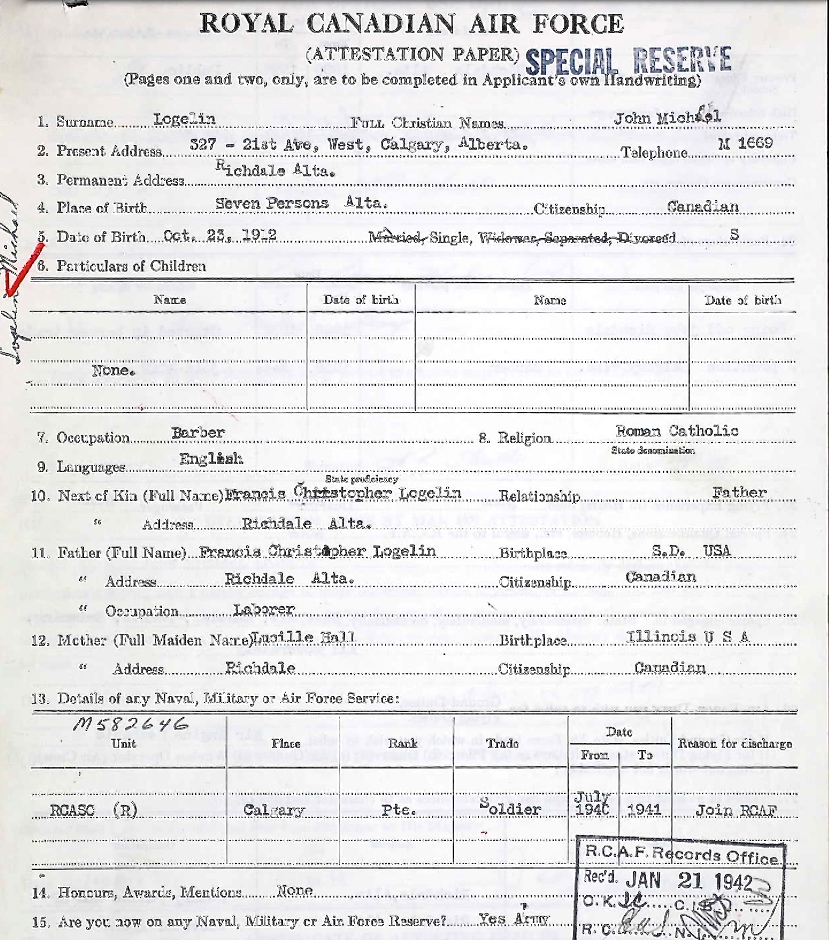 ROYAL CANADIAN AIR FORCE
(ATTESTATION PAPER) SPECIAL RESERVE
(Pages one and two, only, are to be completed in Applicant's own Handwriting)
1. Surname Logelin Full Christian Names John Michael
2. Present Address 327 - 21st Ave, West, Calgary, Alberta. Telephone M 1669
3. Permanent Address Richdale Alta.
4. Place of Birth Seven Persons Alta. Citizenship Canadian
5. Date of Birth Oct. 23, 1912 Married, Single, Widower, Separated, Divorced S
6. Particulars of Children
Logelin Michael
Name Date of birth Name Date of birth
None.
7. Occupation Barber 8. Religion Roman Catholic
State denomination
9. Languages English
State proficiency
10. Next of Kin (Full Name) Francis Christopher Logelin Relationship Father
" Address Richdale Alta.
11. Father (Full Name) Francis Christopher Logelin Birthplace S.D. USA
" Address Richdale Alta. Citizenship Canadian
" Occupation Laborer
12. Mother (Full Maiden Name) Lucille Hall Birthplace Illinois U S A
" Address Richdale Citizenship Canadian
13. Details of any Naval, Military or Air Force Service:
M582646
Unit Place Rank Trade Date From To Reason for discharge
RCASC (R) Calgary Pte. Soldier July 1940 1941 Join RCAF
R.C.A.F. Records Office
Rec'd. JAN 21 1942
14. Honours, Awards, Mentions None
O.K. C.
15. Are you now on any Naval, Military or Air Force Reserve? Yes Army
R.C. N.